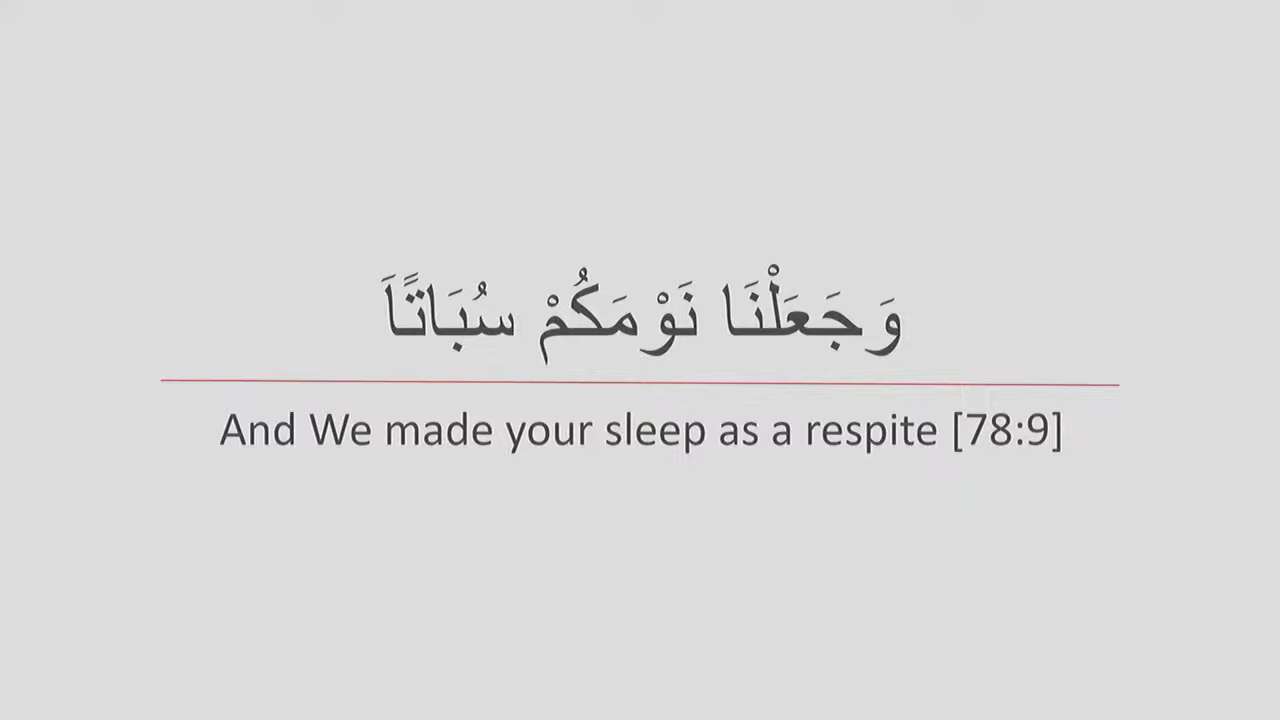 وَجَعَلْنَا نَوْمَكُمْ سُبَاتًاَ
And We made your sleep as a respite [78:9]